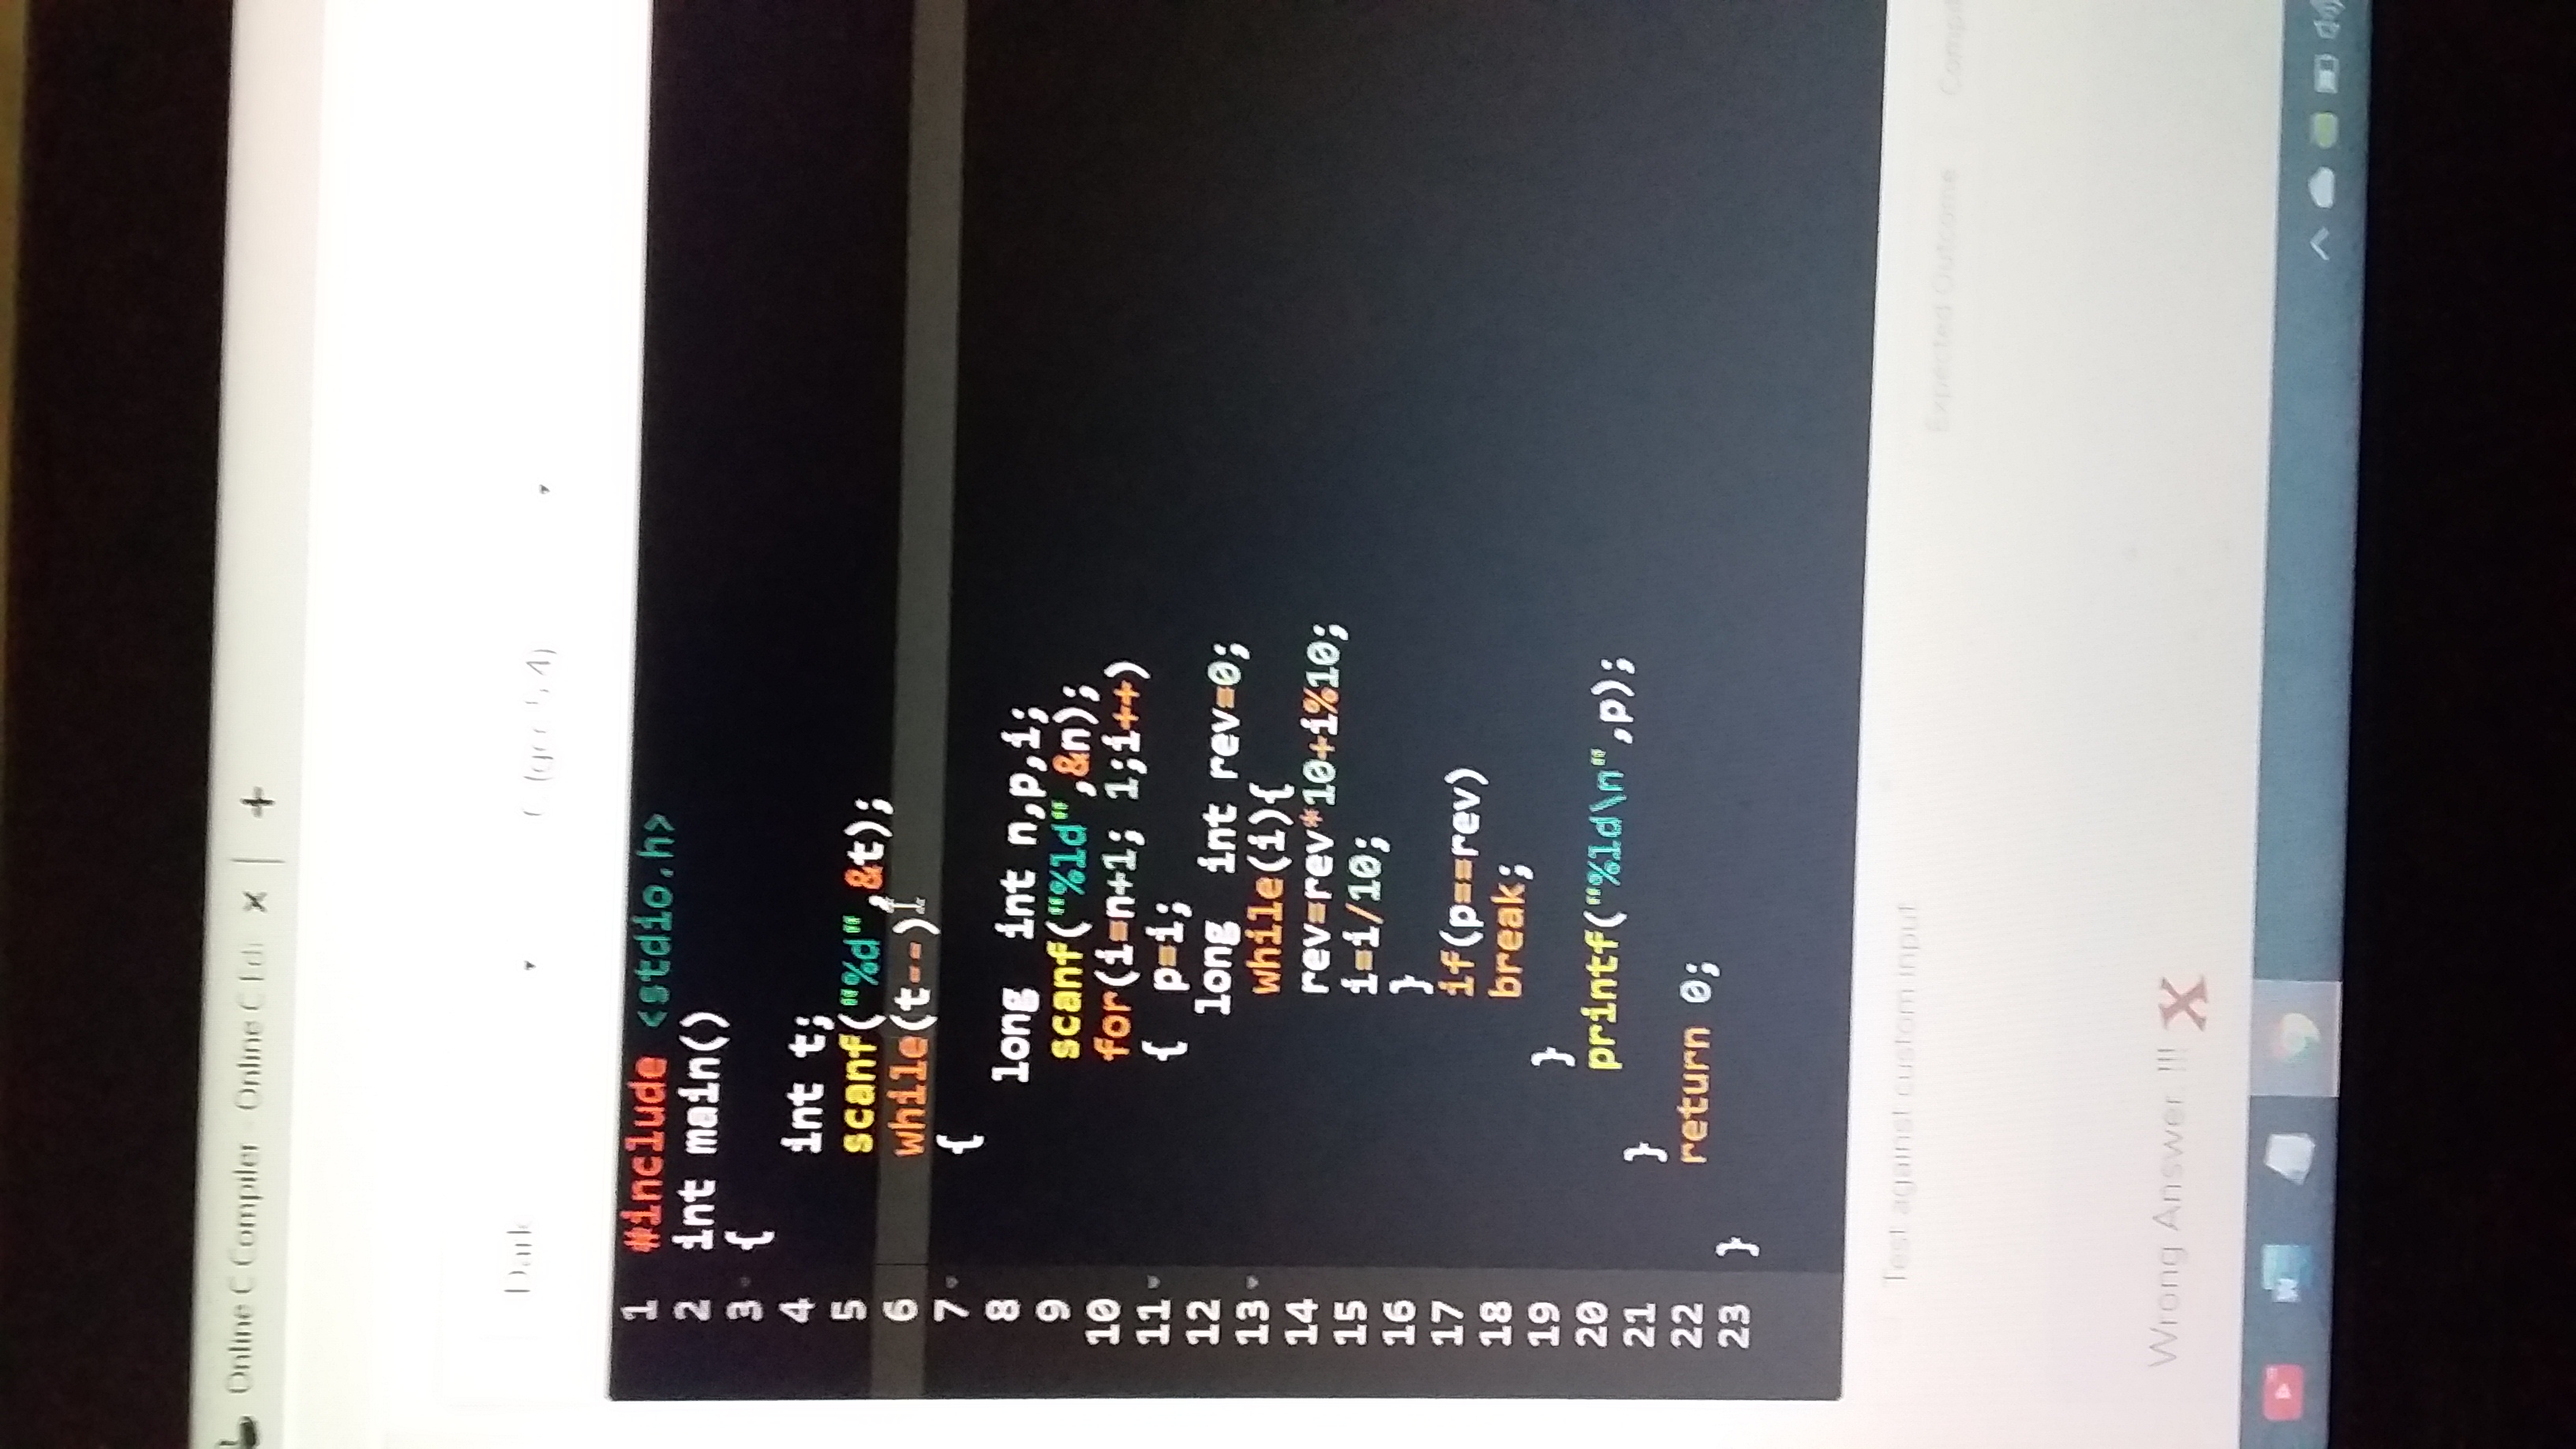 Online C Compiler - Online C Edi
Dark
C (gcc 5.4)
1 #include <stdio.h>
2 int main()
3 {
4 int t;
5 scanf("%d",&t);
6 while(t--)
7 {
8 long  int n,p,i;
9 scanf("%ld",&n);
10 for(i=n+1; 1;i++)
11 {  p=i;
12 long  int rev=0;
13 while(i){
14 rev=rev*10+i%10;
15 i=i/10;
16 }
17 if(p==rev)
18 break;
19 }
20 printf("%ld\n",p);
21 }
22 return 0;
23 }
Test against custom input
Expected Outcome
Wrong Answer. !!! X